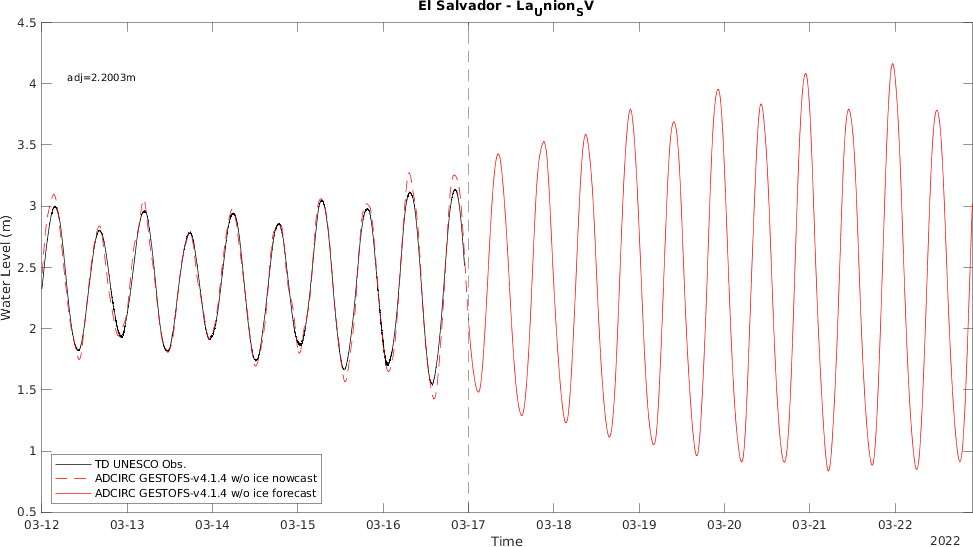 El Salvador - LaUnionSV
4.5
4
3.5
3
2.5
2
1.5
1
0.5
Water Level (m)
adj=2.2003m
TD UNESCO Obs.
ADCIRC GESTOFS-v4.1.4 w/o ice nowcast
ADCIRC GESTOFS-v4.1.4 w/o ice forecast
03-12 03-13 03-14 03-15 03-16 03-17 03-18 03-19 03-20 03-21 03-22
Time
2022